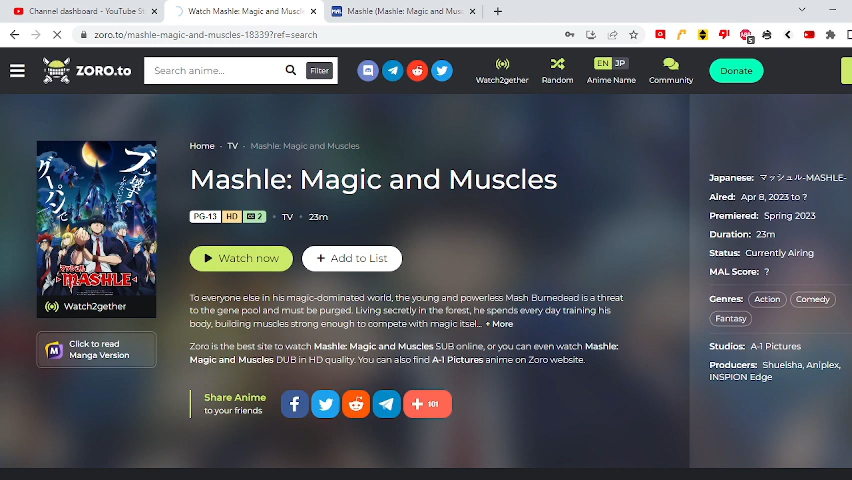 Channel dashboard - YouTube St
Watch Mashle: Magic and Muscle
Mashle (Mashle: Magic and Musc
zoro.to/mashle-magic-and-muscles-18339?ref=search
5
ZORO.to
Search anime...
Filter
Watch2gether
Random
EN JP
Anime Name
Community
Donate
Home - TV - Mashle: Magic and Muscles
Mashle: Magic and Muscles
PG-13 HD CC 2 • TV • 23m
Watch now
+ Add to List
To everyone else in his magic-dominated world, the young and powerless Mash Burnedead is a threat
to the gene pool and must be purged. Living secretly in the forest, he spends every day training his
body, building muscles strong enough to compete with magic itsel... + More
Zoro is the best site to watch Mashle: Magic and Muscles SUB online, or you can even watch Mashle:
Magic and Muscles DUB in HD quality. You can also find A-1 Pictures anime on Zoro website.
Share Anime
to your friends
101
マッシュル
MASHLE
Watch2gether
Click to read
Manga Version
Japanese: マッシュル-MASHLE-
Aired: Apr 8, 2023 to ?
Premiered: Spring 2023
Duration: 23m
Status: Currently Airing
MAL Score: ?
Genres: Action Comedy
Fantasy
Studios: A-1 Pictures
Producers: Shueisha, Aniplex,
INSPION Edge